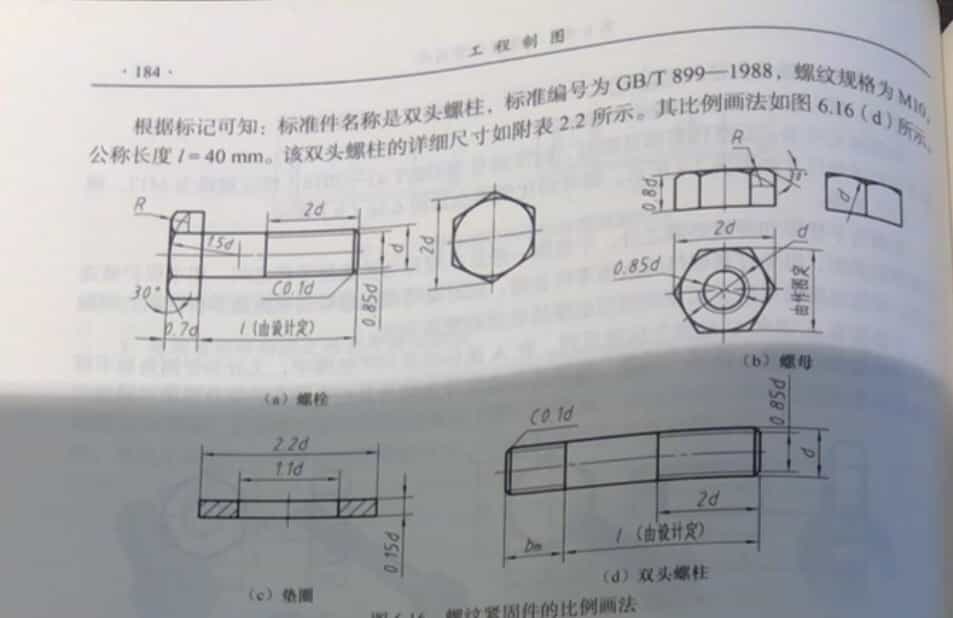 · 184 ·
工程制图
根据标记可知：标准件名称是双头螺柱，标准编号为 GB/T 899—1988，螺纹规格为 M10，
公称长度 l = 40 mm。该双头螺柱的详细尺寸如附表 2.2 所示。其比例画法如图 6.16（d）所示。
R
1.5d
2d
C0.1d
30°
0.7d
l（由设计定）
0.85d
d
2d
（a）螺栓
R
30°
0.8d
d
2d
d
0.85d
由作图定
（b）螺母
2.2d
1.1d
0.15d
（c）垫圈
C0.1d
0.85d
d
2d
bm
l（由设计定）
（d）双头螺柱
图 6.16 螺纹紧固件的比例画法